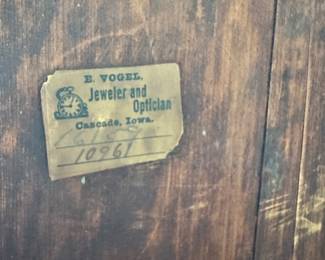 E. VOGEL,
Jeweler and
Optician
Cascade, Iowa.
10961